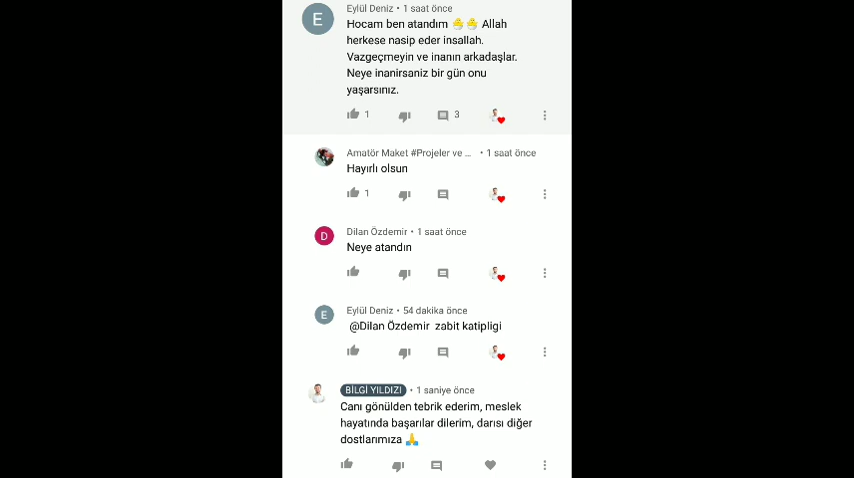 Eylül Deniz • 1 saat önce
Hocam ben atandım 🐣🐣 Allah
herkese nasip eder insallah.
Vazgeçmeyin ve inanın arkadaşlar.
Neye inanirsaniz bir gün onu
yaşarsınız.
1
3
Amatör Maket #Projeler ve ... • 1 saat önce
Hayırlı olsun
1
D
Dilan Özdemir • 1 saat önce
Neye atandın
E
Eylül Deniz • 54 dakika önce
@Dilan Özdemir zabit katipligi
BİLGİ YILDIZI • 1 saniye önce
Canı gönülden tebrik ederim, meslek
hayatında başarılar dilerim, darısı diğer
dostlarımıza 🙏